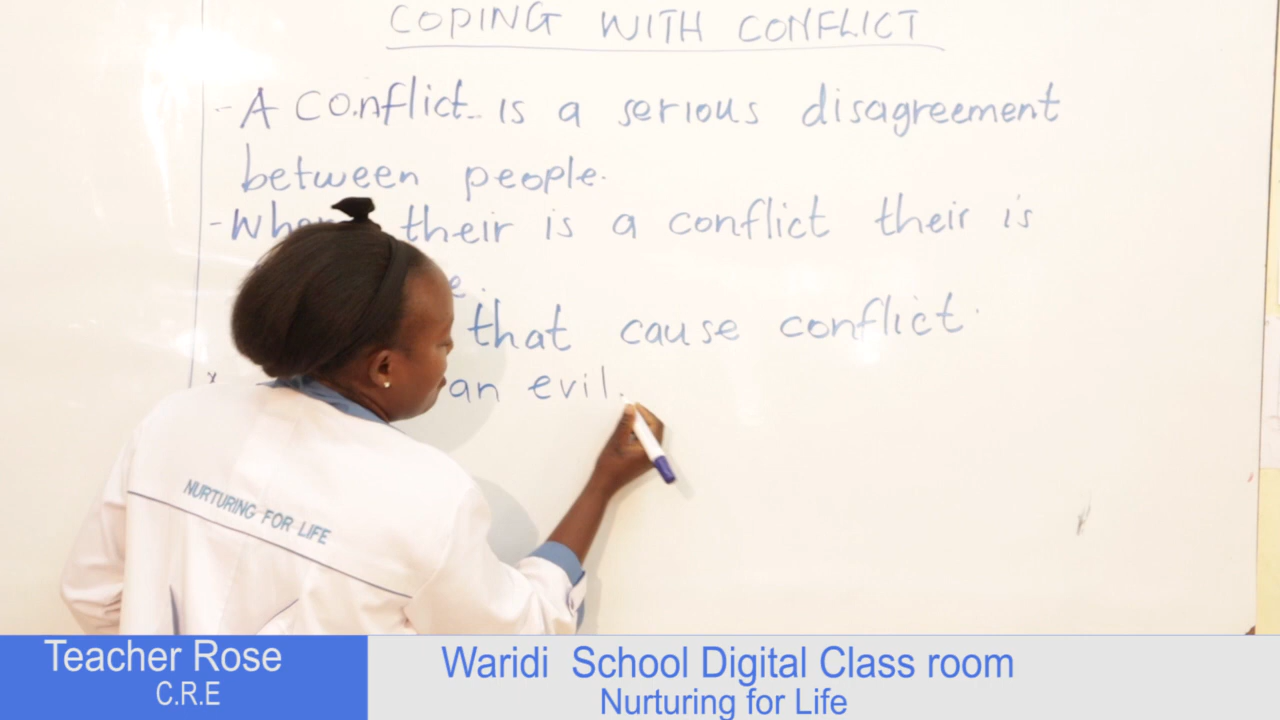 COPING WITH CONFLICT
- A conflict is a serious disagreement
between people.
- their is a conflict their is
that cause conflict.
an evil.
NURTURING FOR LIFE
Teacher Rose
C.R.E
Waridi School Digital Class room
Nurturing for Life